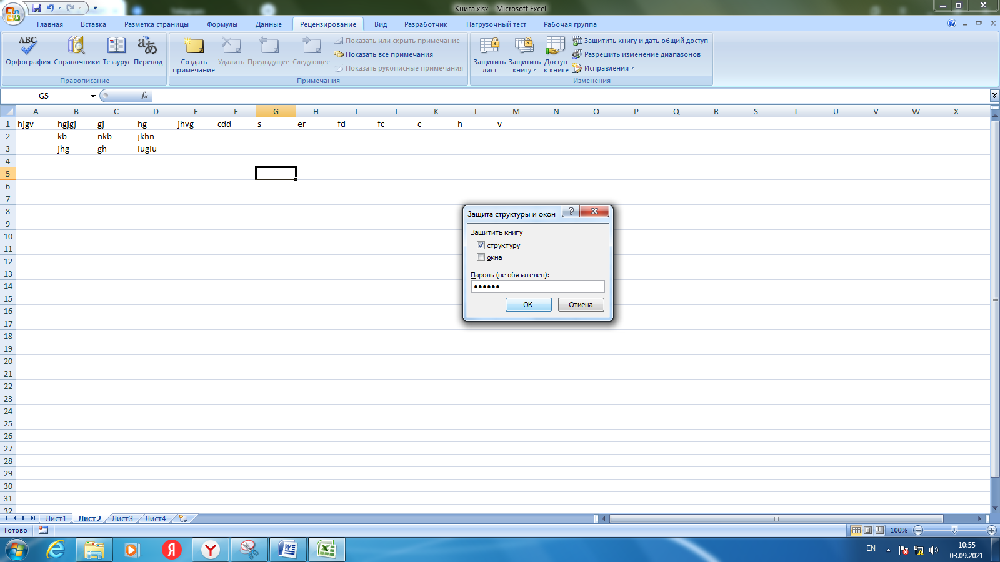 Книга.xlsx - Microsoft Excel
Главная Вставка Разметка страницы Формулы Данные Рецензирование Вид Разработчик Нагрузочный тест Рабочая группа
ABC
Орфография Справочники Тезаурус Перевод
Правописание
Создать примечание Удалить Предыдущее Следующее
Показать или скрыть примечание
Показать все примечания
Показать рукописные примечания
Примечания
Защитить лист Защитить книгу Доступ к книге
Защитить книгу и дать общий доступ
Разрешить изменение диапазонов
Исправления
Изменения
G5 fx
A B C D E F G H I J K L M N O P Q R S T U V W X
1 hjgv hgjgj gj hg jhvg cdd s er fd fc c h v
2 kb nkb jkhn
3 jhg gh iugiu
4
5
6
7
8
9
10
11
12
13
14
15
16
17
18
19
20
21
22
23
24
25
26
27
28
29
30
31
32
Защита структуры и окон
Защитить книгу
структуру
окна
Пароль (не обязателен):
••••••
ОК Отмена
Лист1 Лист2 Лист3 Лист4
Готово 100%
EN 10:55
03.09.2021